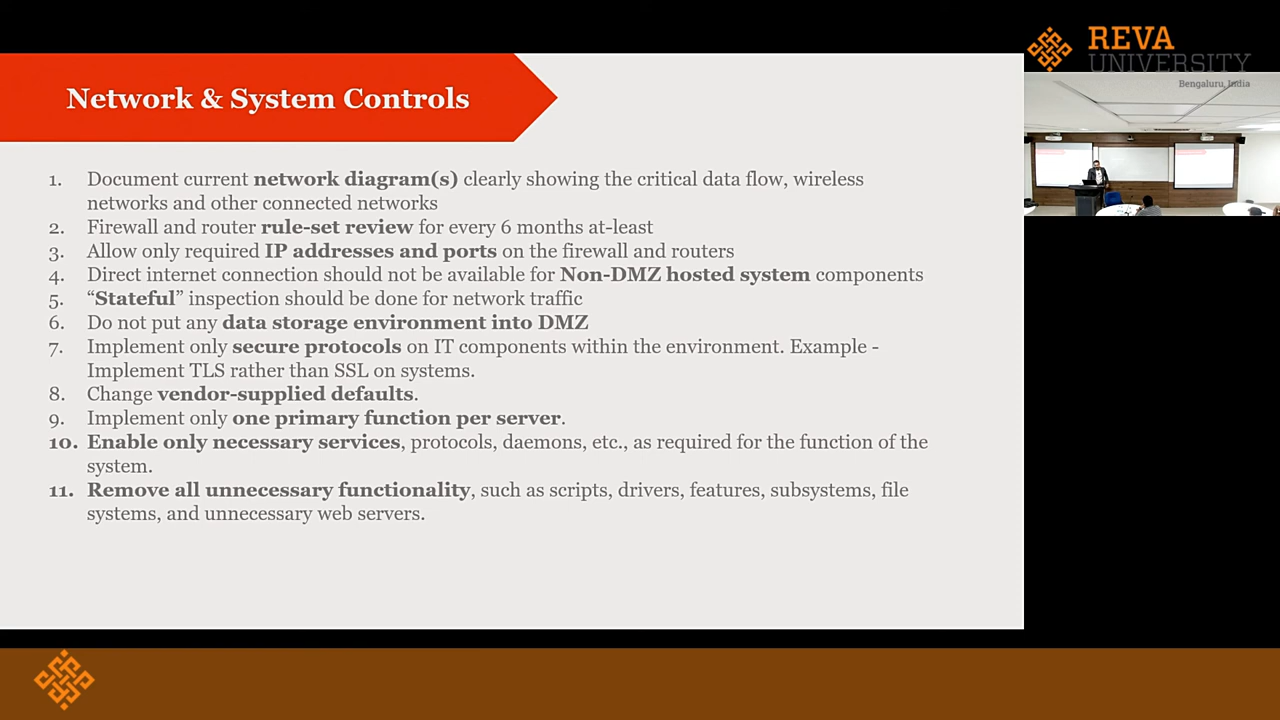 REVA
UNIVERSITY
Bengaluru, India
Network & System Controls
1. Document current network diagram(s) clearly showing the critical data flow, wireless
networks and other connected networks
2. Firewall and router rule-set review for every 6 months at-least
3. Allow only required IP addresses and ports on the firewall and routers
4. Direct internet connection should not be available for Non-DMZ hosted system components
5. “Stateful” inspection should be done for network traffic
6. Do not put any data storage environment into DMZ
7. Implement only secure protocols on IT components within the environment. Example -
Implement TLS rather than SSL on systems.
8. Change vendor-supplied defaults.
9. Implement only one primary function per server.
10. Enable only necessary services, protocols, daemons, etc., as required for the function of the
system.
11. Remove all unnecessary functionality, such as scripts, drivers, features, subsystems, file
systems, and unnecessary web servers.